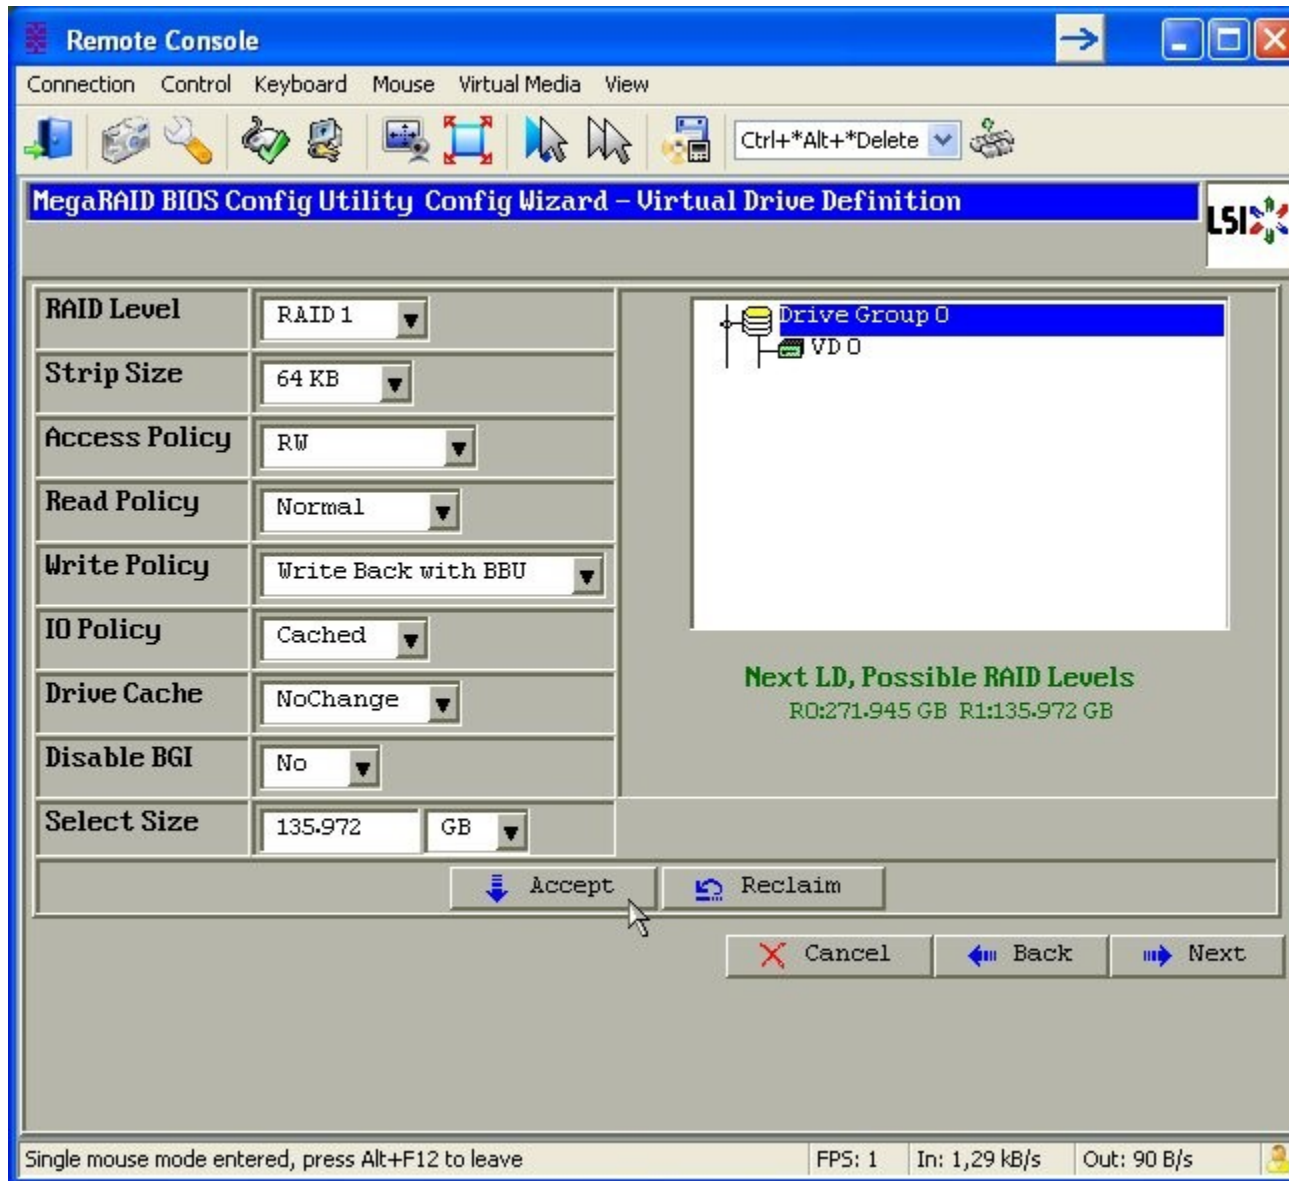 Remote Console
Connection Control Keyboard Mouse Virtual Media View
Ctrl+*Alt+*Delete
MegaRAID BIOS Config Utility Config Wizard – Virtual Drive Definition
LSI
RAID Level RAID 1
Strip Size 64 KB
Access Policy RW
Read Policy Normal
Write Policy Write Back with BBU
IO Policy Cached
Drive Cache NoChange
Disable BGI No
Select Size 135.972 GB
Drive Group 0
VD 0
Next LD, Possible RAID Levels
R0:271.945 GB R1:135.972 GB
Accept Reclaim
Cancel Back Next
Single mouse mode entered, press Alt+F12 to leave FPS: 1 In: 1,29 kB/s Out: 90 B/s